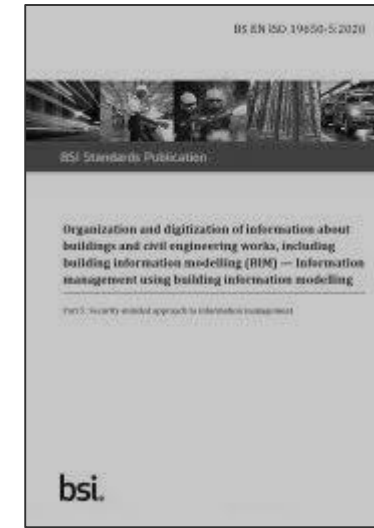 BS EN ISO 19650-5:2020
BSI Standards Publication
Organization and digitization of information about
buildings and civil engineering works, including
building information modelling (BIM) — Information
management using building information modelling
Part 5: Security-minded approach to information management
bsi.